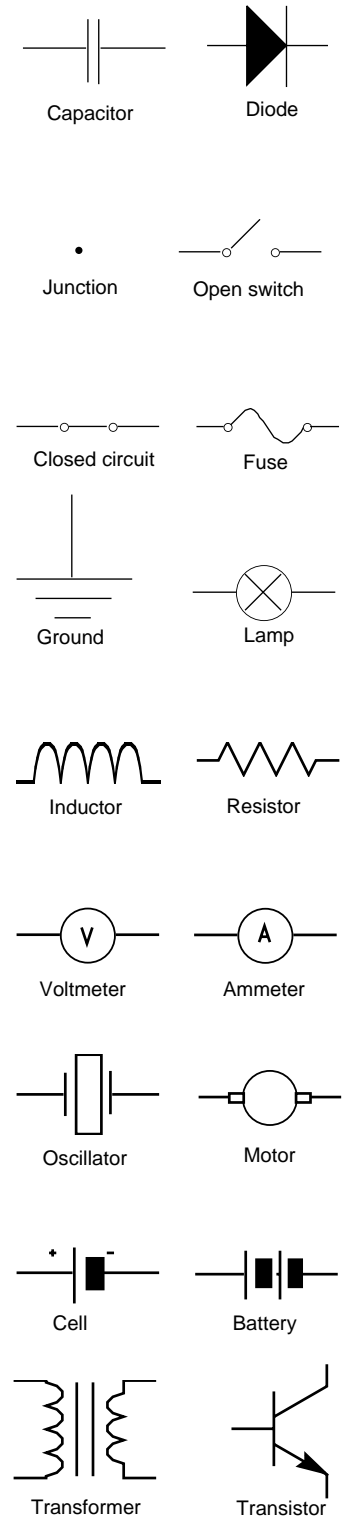 Capacitor
Diode
Junction
Open switch
Closed circuit
Fuse
Ground
Lamp
Inductor
Resistor
V
A
Voltmeter
Ammeter
Oscillator
Motor
+ -
Cell
Battery
Transformer
Transistor